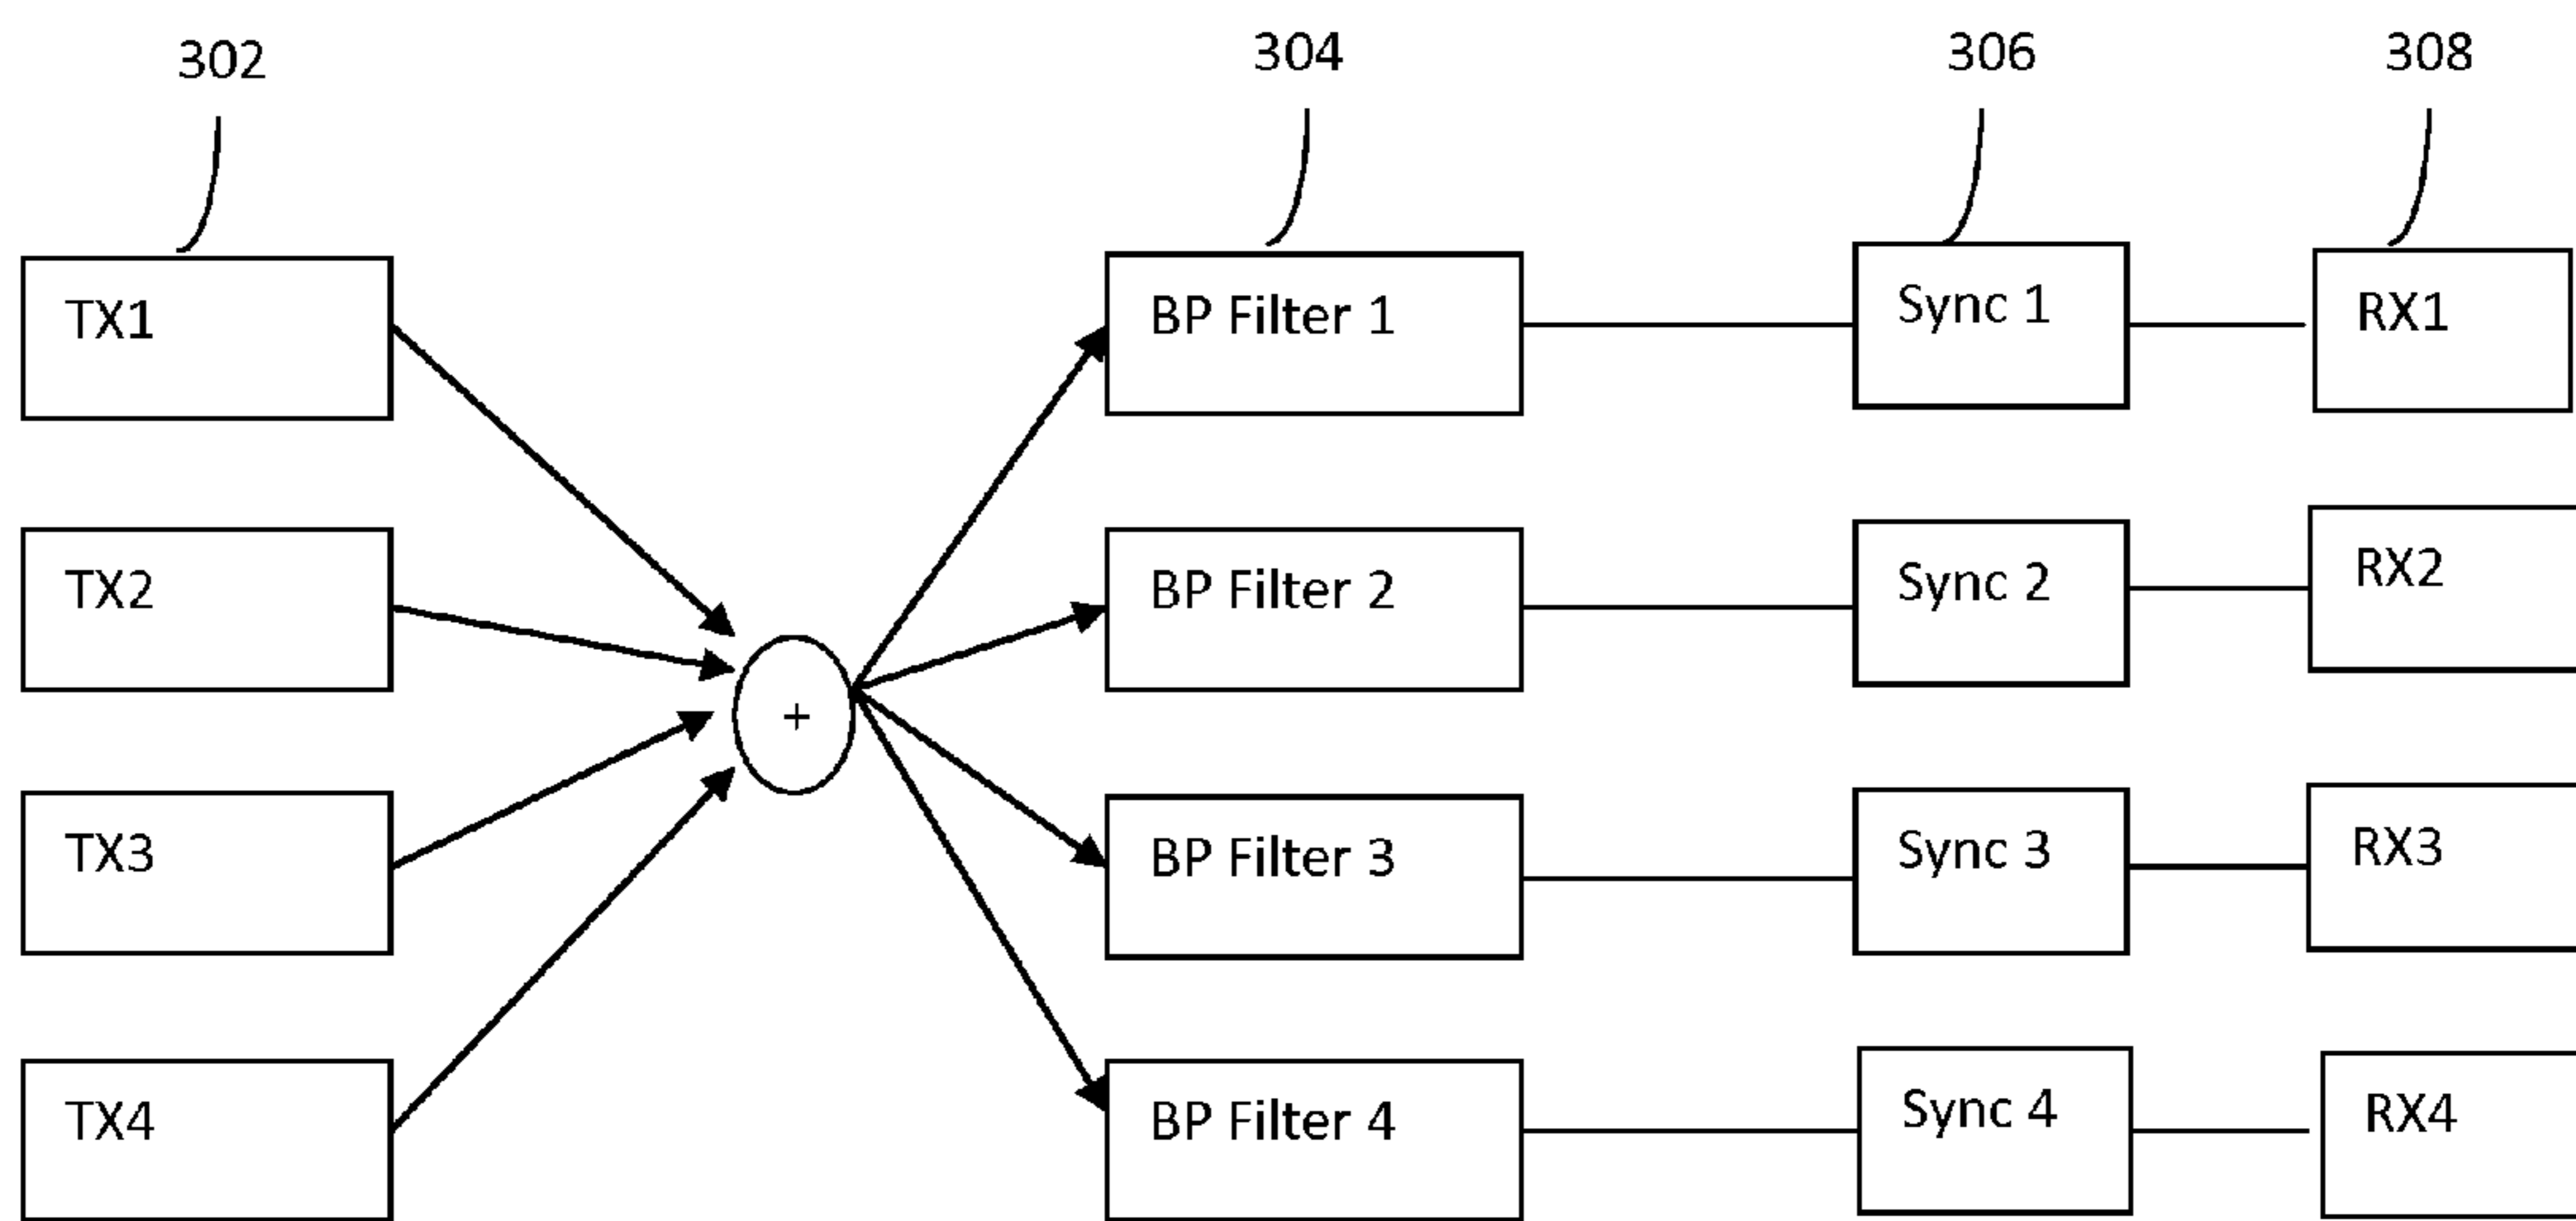 302
304
306
308
TX1
BP Filter 1
Sync 1
RX1
TX2
BP Filter 2
Sync 2
RX2
+
TX3
BP Filter 3
Sync 3
RX3
TX4
BP Filter 4
Sync 4
RX4